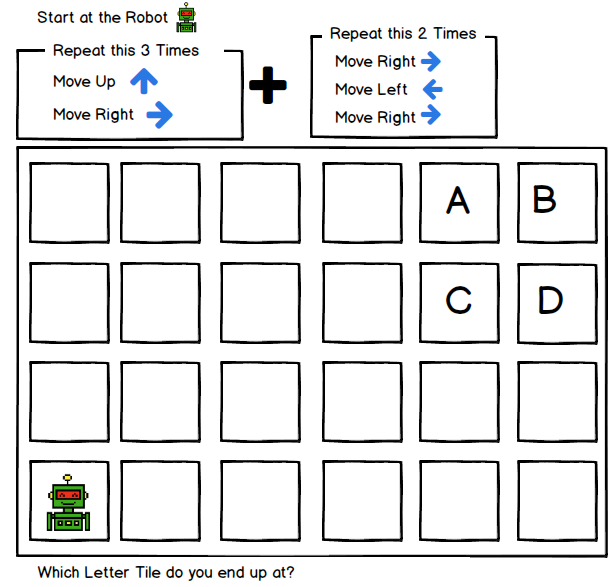 Start at the Robot
Repeat this 3 Times
Move Up
Move Right
Repeat this 2 Times
Move Right
Move Left
Move Right
A B
C D
Which Letter Tile do you end up at?